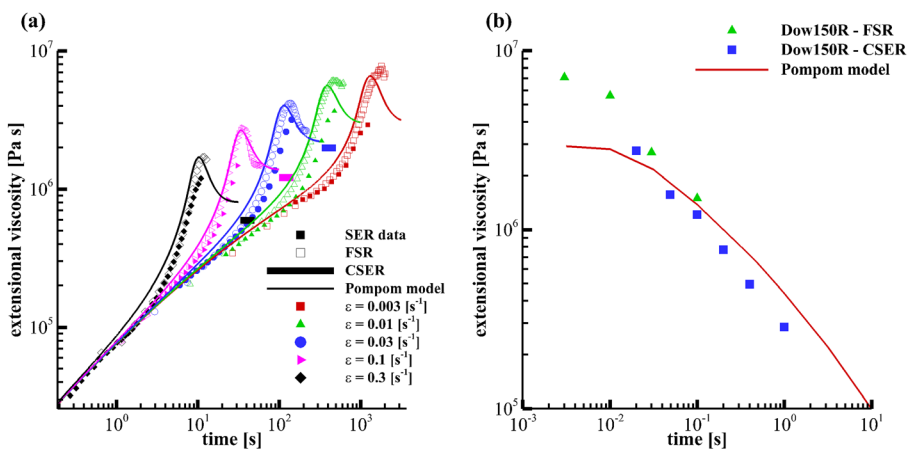 (a)
10⁷
10⁶
10⁵
extensional viscosity [Pa s]
SER data
FSR
CSER
Pompom model
ε = 0.003 [s⁻¹]
ε = 0.01 [s⁻¹]
ε = 0.03 [s⁻¹]
ε = 0.1 [s⁻¹]
ε = 0.3 [s⁻¹]
10⁰ 10¹ 10² 10³
time [s]
(b)
Dow150R - FSR
Dow150R - CSER
Pompom model
10⁷
10⁶
10⁵
extensional viscosity [Pa s]
10⁻³ 10⁻² 10⁻¹ 10⁰ 10¹
time [s]